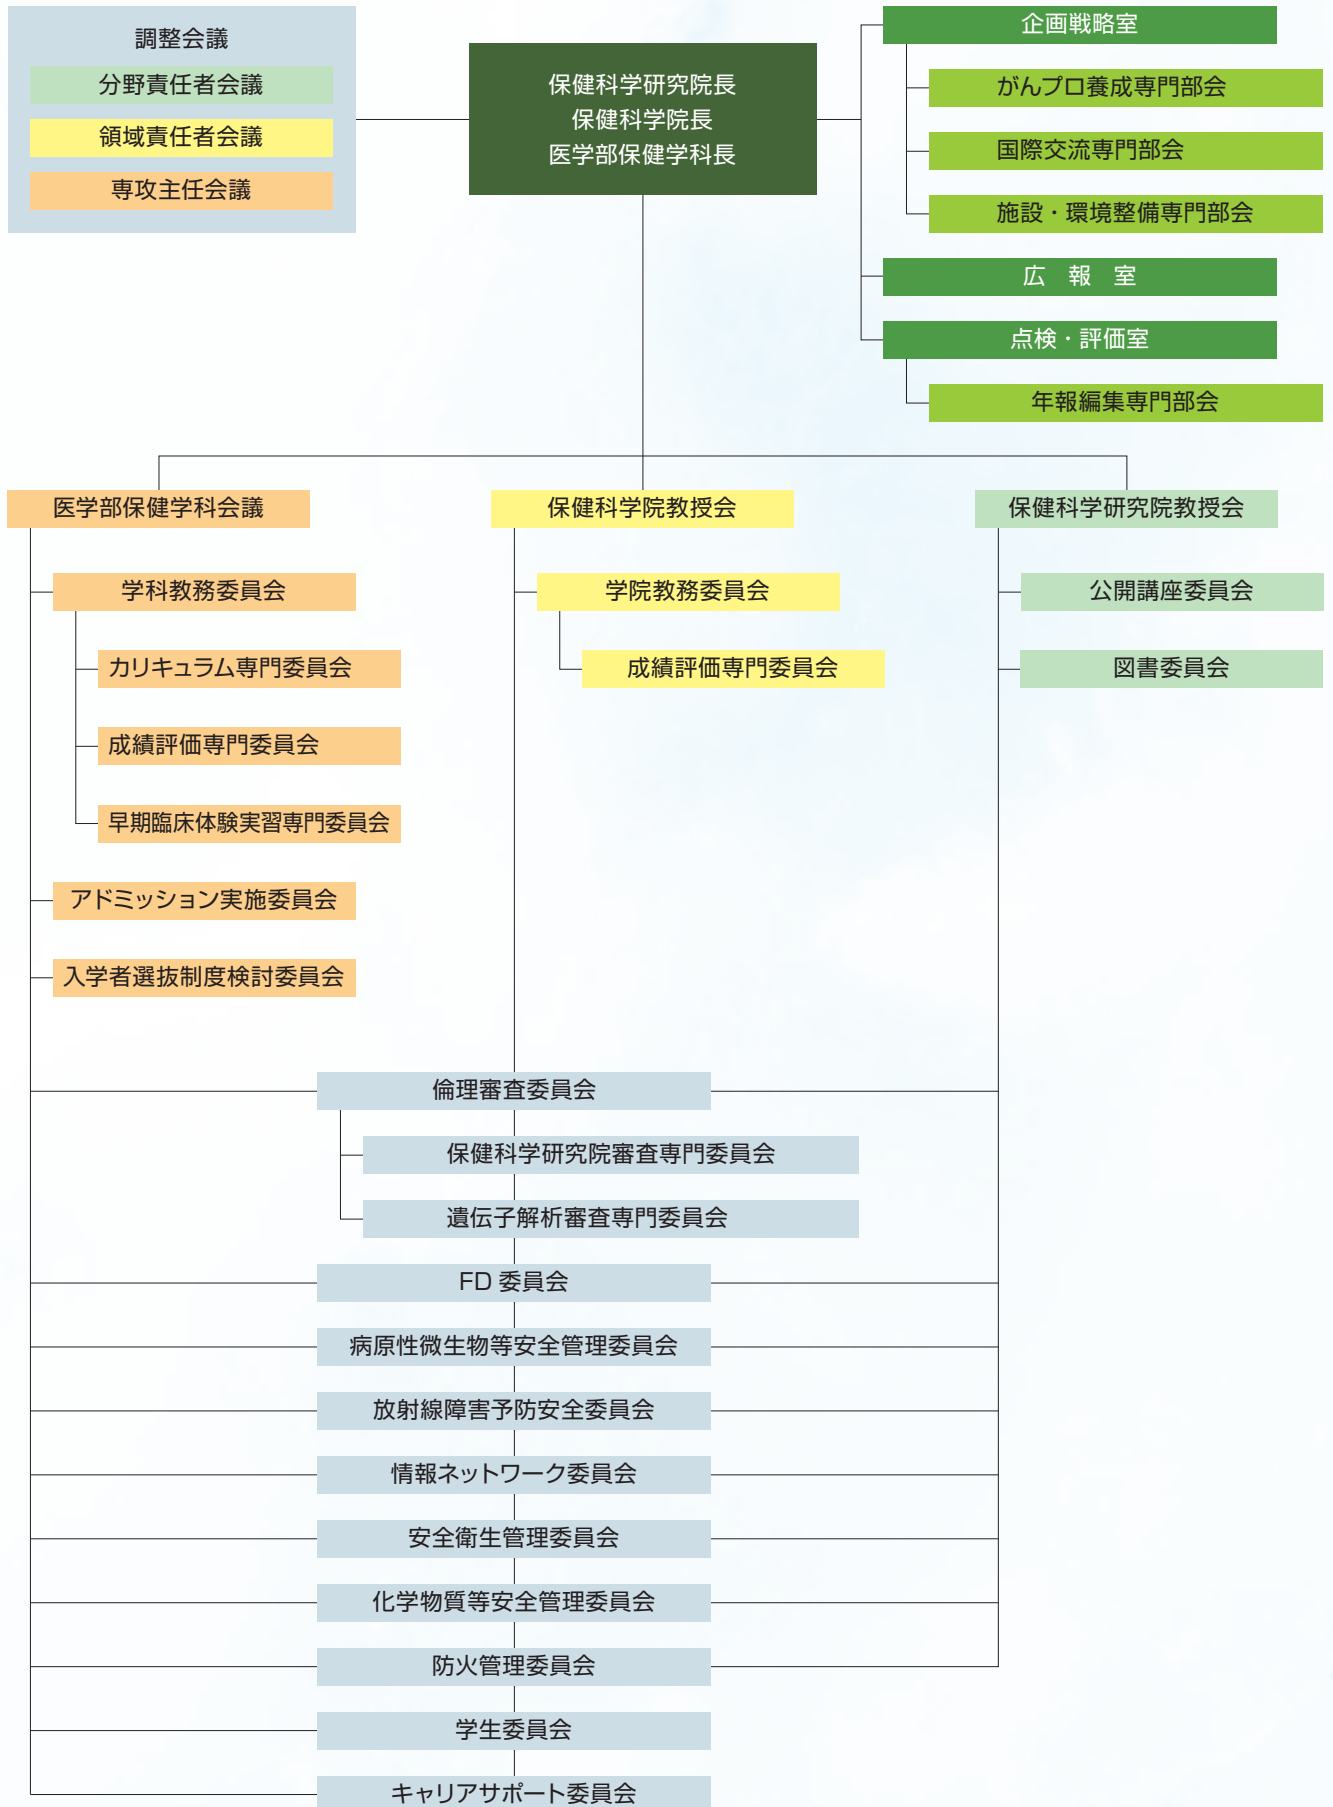 調整会議
分野責任者会議
領域責任者会議
専攻主任会議
保健科学研究院長
保健科学院長
医学部保健学科長
企画戦略室
がんプロ養成専門部会
国際交流専門部会
施設・環境整備専門部会
広　報　室
点検・評価室
年報編集専門部会
医学部保健学科会議
学科教務委員会
カリキュラム専門委員会
成績評価専門委員会
早期臨床体験実習専門委員会
アドミッション実施委員会
入学者選抜制度検討委員会
保健科学院教授会
学院教務委員会
成績評価専門委員会
保健科学研究院教授会
公開講座委員会
図書委員会
倫理審査委員会
保健科学研究院審査専門委員会
遺伝子解析審査専門委員会
FD 委員会
病原性微生物等安全管理委員会
放射線障害予防安全委員会
情報ネットワーク委員会
安全衛生管理委員会
化学物質等安全管理委員会
防火管理委員会
学生委員会
キャリアサポート委員会